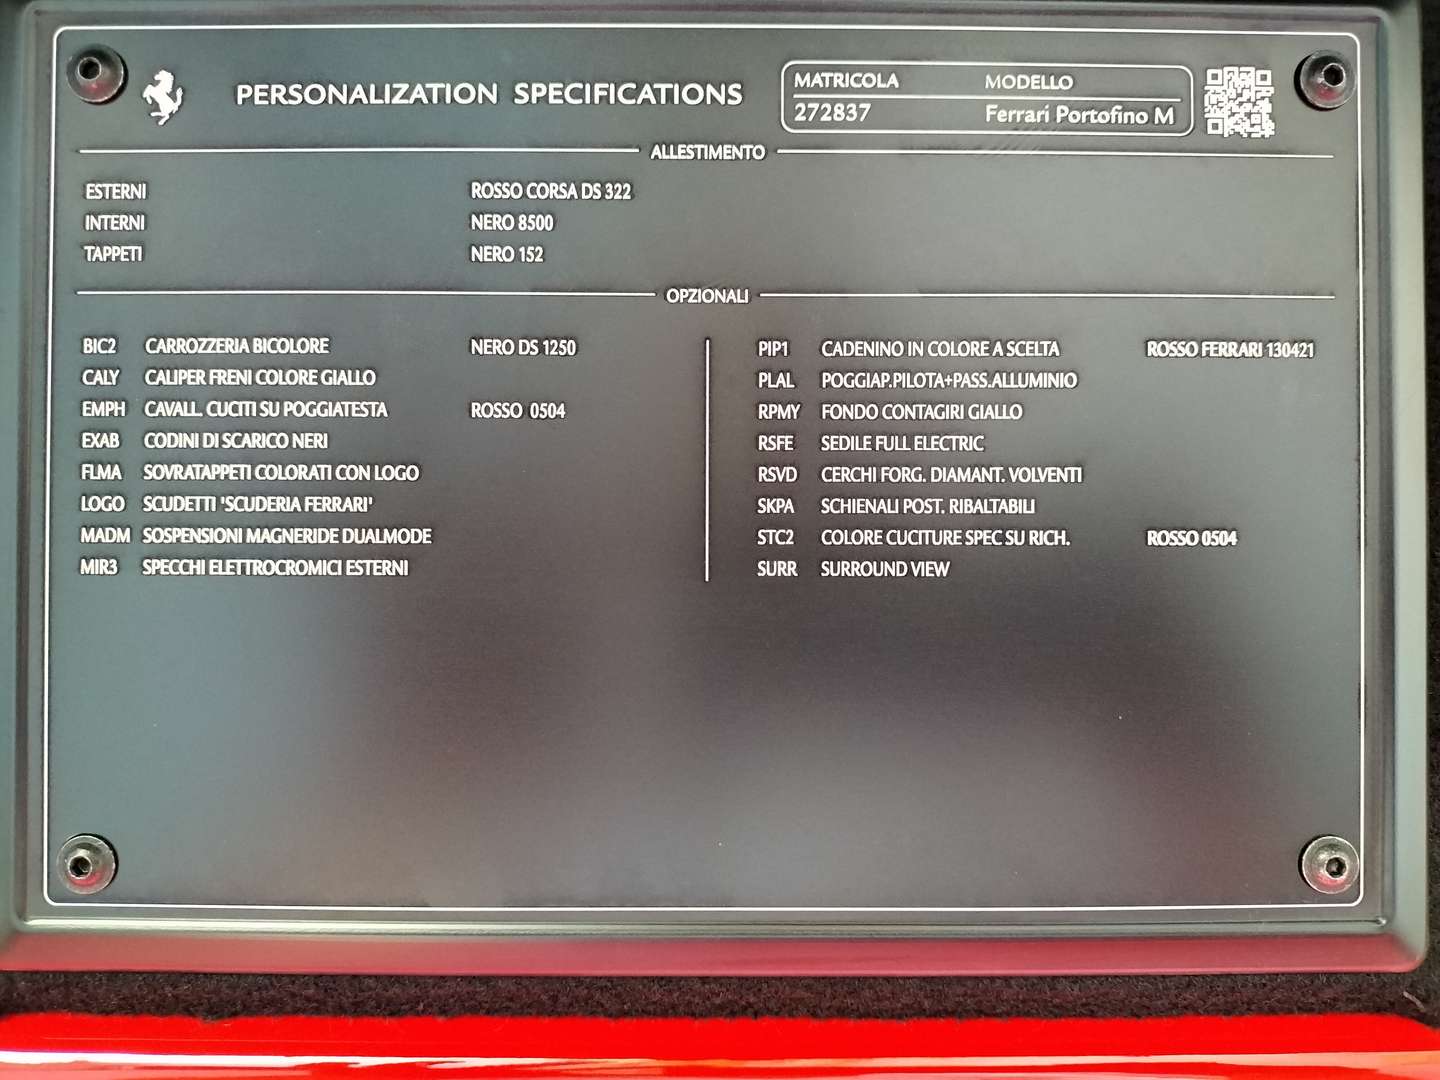 PERSONALIZATION SPECIFICATIONS
MATRICOLA MODELLO
272837 Ferrari Portofino M
ALLESTIMENTO
ESTERNI ROSSO CORSA DS 322
INTERNI NERO 8500
TAPPETI NERO 152
OPZIONALI
BIC2 CARROZZERIA BICOLORE NERO DS 1250
CALY CALIPER FRENI COLORE GIALLO
EMPH CAVALL. CUCITI SU POGGIATESTA ROSSO 0504
EXAB CODINI DI SCARICO NERI
FLMA SOVRATAPPETI COLORATI CON LOGO
LOGO SCUDETTI 'SCUDERIA FERRARI'
MADM SOSPENSIONI MAGNERIDE DUALMODE
MIR3 SPECCHI ELETTROCROMICI ESTERNI
PIP1 CADENINO IN COLORE A SCELTA ROSSO FERRARI 130421
PLAL POGGIAP.PILOTA+PASS.ALLUMINIO
RPMY FONDO CONTAGIRI GIALLO
RSFE SEDILE FULL ELECTRIC
RSVD CERCHI FORG. DIAMANT. VOLVENTI
SKPA SCHIENALI POST. RIBALTABILI
STC2 COLORE CUCITURE SPEC SU RICH. ROSSO 0504
SURR SURROUND VIEW